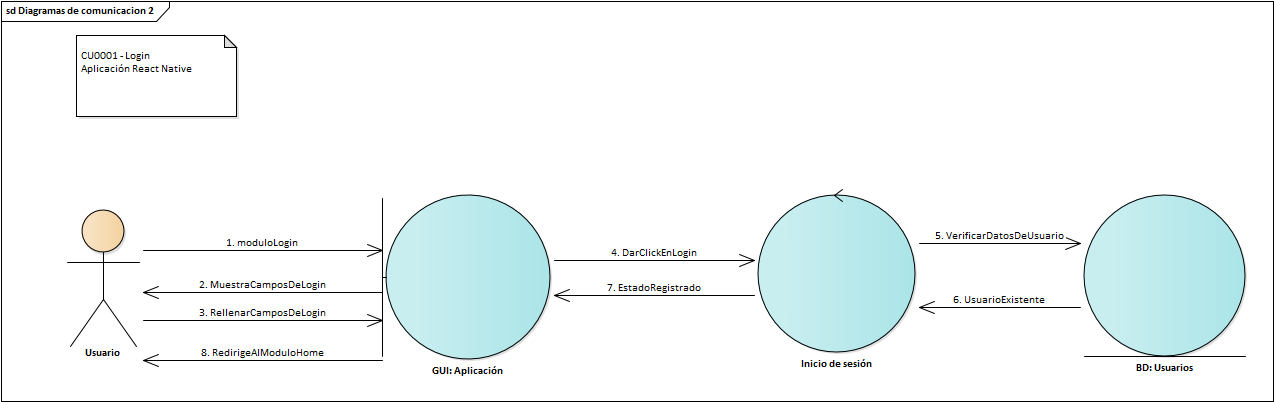 sd Diagramas de comunicacion 2
CU0001 - Login
Aplicación React Native
1. moduloLogin
2. MuestraCamposDeLogin
3. RellenarCamposDeLogin
8. RedirigeAlModuloHome
Usuario
GUI: Aplicación
4. DarClickEnLogin
7. EstadoRegistrado
Inicio de sesión
5. VerificarDatosDeUsuario
6. UsuarioExistente
BD: Usuarios